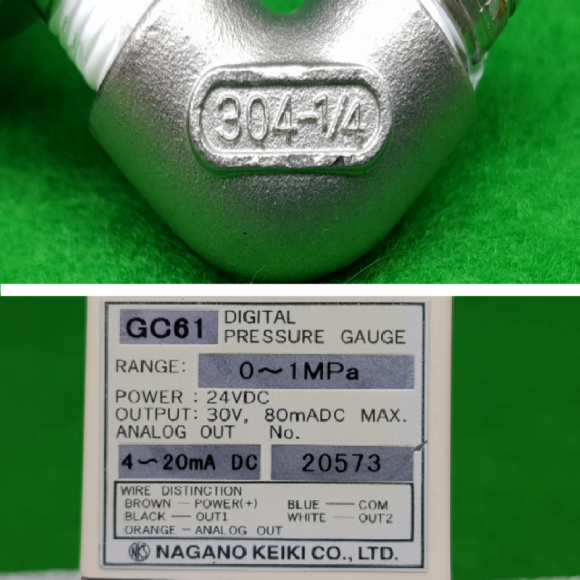 304-1/4
GC61 DIGITAL PRESSURE GAUGE
RANGE: 0～1MPa
POWER : 24VDC
OUTPUT: 30V, 80mADC MAX.
ANALOG OUT No.
4～20mA DC 20573
WIRE DISTINCTION
BROWN — POWER(+) BLUE — COM
BLACK — OUT1 WHITE — OUT2
ORANGE — ANALOG OUT
NKS NAGANO KEIKI CO., LTD.